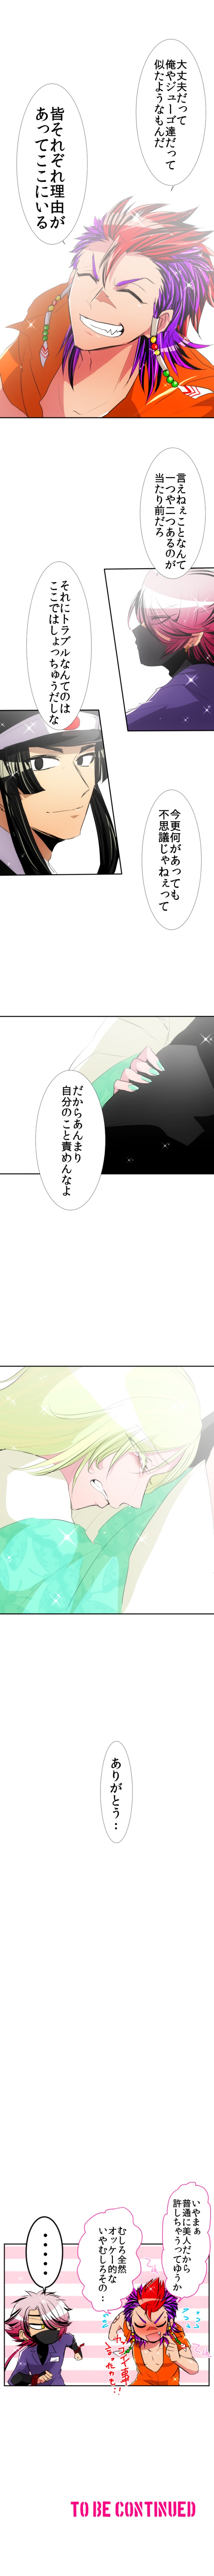 大丈夫だって
俺やジューゴ達だって
似たようなもんだ
皆それぞれ理由が
あってここにいる
言えねぇことなんて
一つや二つあるのが
当たり前だろ
それにトラブルなんてのは
ここではしょっちゅうだしな
今更何があっても
不思議じゃねぇって
だからあんまり
自分のこと責めんなよ
ありがとう‥
いやまぁ
普通に美人だから
許しちゃうってゆうか
むしろ全然
オッケー的な
いやむしろその‥
・・・・・
TO BE CONTINUED